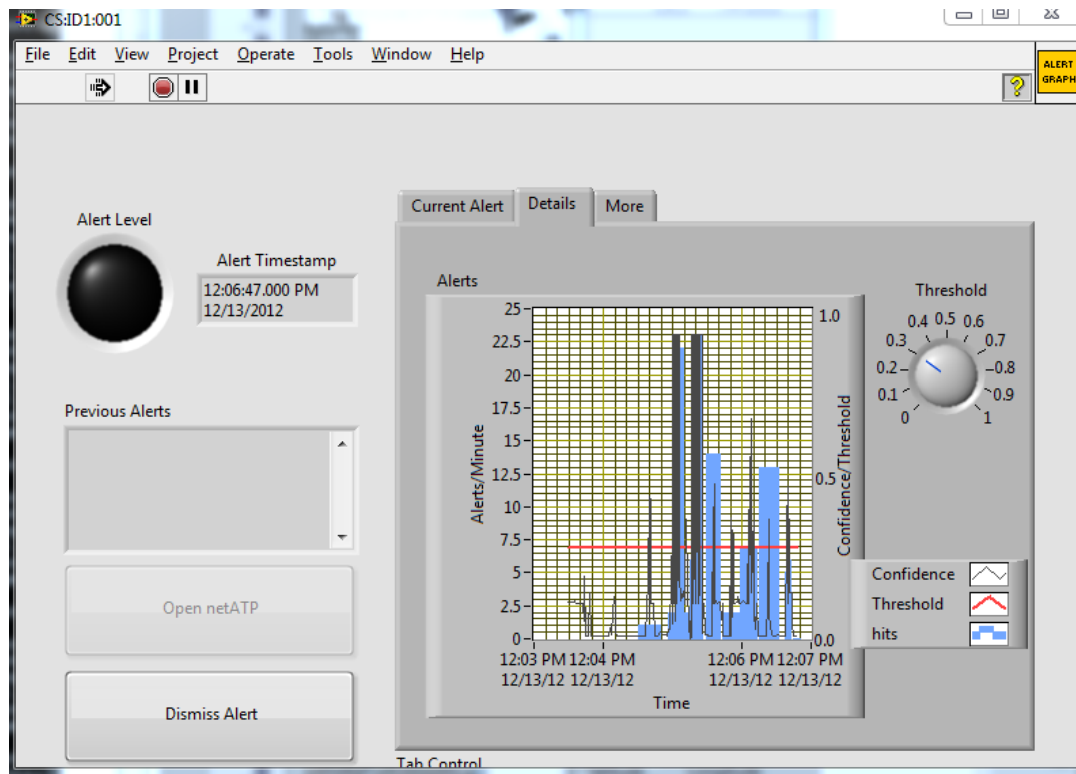 CS:ID1:001
File Edit View Project Operate Tools Window Help
ALERT
GRAPH
Current Alert Details More
Alert Level
Alert Timestamp
12:06:47.000 PM
12/13/2012
Previous Alerts
Open netATP
Dismiss Alert
Alerts
25
22.5
20
17.5
15
12.5
10
7.5
5
2.5
0
Alerts/Minute
1.0
0.5
0.0
Confidence/Threshold
12:03 PM 12:04 PM 12:06 PM 12:07 PM
12/13/12 12/13/12 12/13/12 12/13/12
Time
Threshold
0 0.1 0.2 0.3 0.4 0.5 0.6 0.7 0.8 0.9 1
Confidence
Threshold
hits
Tab Control